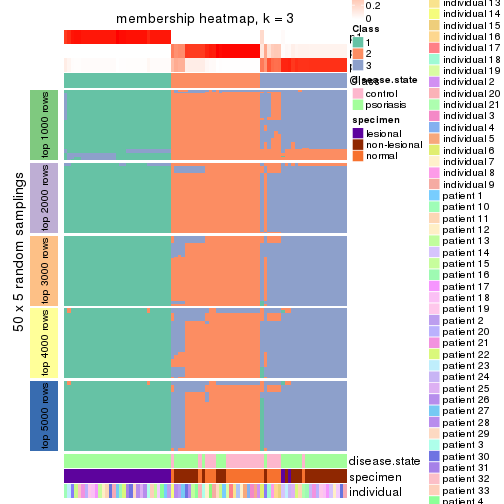 membership heatmap, k = 3
50 x 5 random samplings
top 1000 rows
top 2000 rows
top 3000 rows
top 4000 rows
top 5000 rows
disease.state
specimen
individual
0.2
0
Class
1
2
3
disease.state
control
psoriasis
specimen
lesional
non-lesional
normal
individual 13
individual 14
individual 15
individual 16
individual 17
individual 18
individual 19
individual 2
individual 20
individual 21
individual 3
individual 4
individual 5
individual 6
individual 7
individual 8
individual 9
patient 1
patient 10
patient 11
patient 12
patient 13
patient 14
patient 15
patient 16
patient 17
patient 18
patient 19
patient 2
patient 20
patient 21
patient 22
patient 23
patient 24
patient 25
patient 26
patient 27
patient 28
patient 29
patient 3
patient 30
patient 31
patient 32
patient 33
patient 4